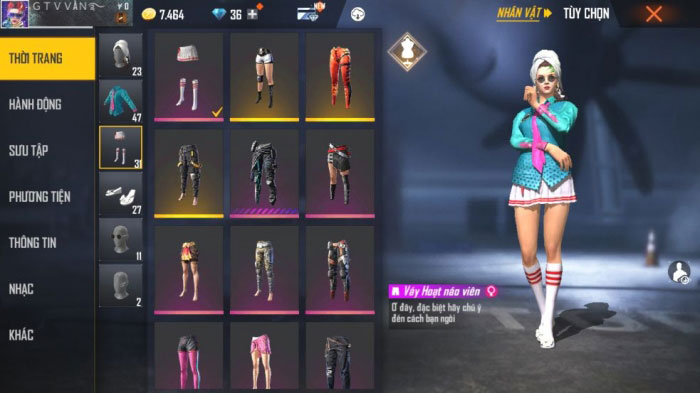 GTVVÂN
0
7.464
36
NHÂN VẬT
TÙY CHỌN
THỜI TRANG
23
HÀNH ĐỘNG
47
SƯU TẬP
31
PHƯƠNG TIỆN
27
THÔNG TIN
11
NHẠC
2
KHÁC
Váy Hoạt náo viên
Ở đây, đặc biệt hãy chú ý
đến cách bạn ngồi